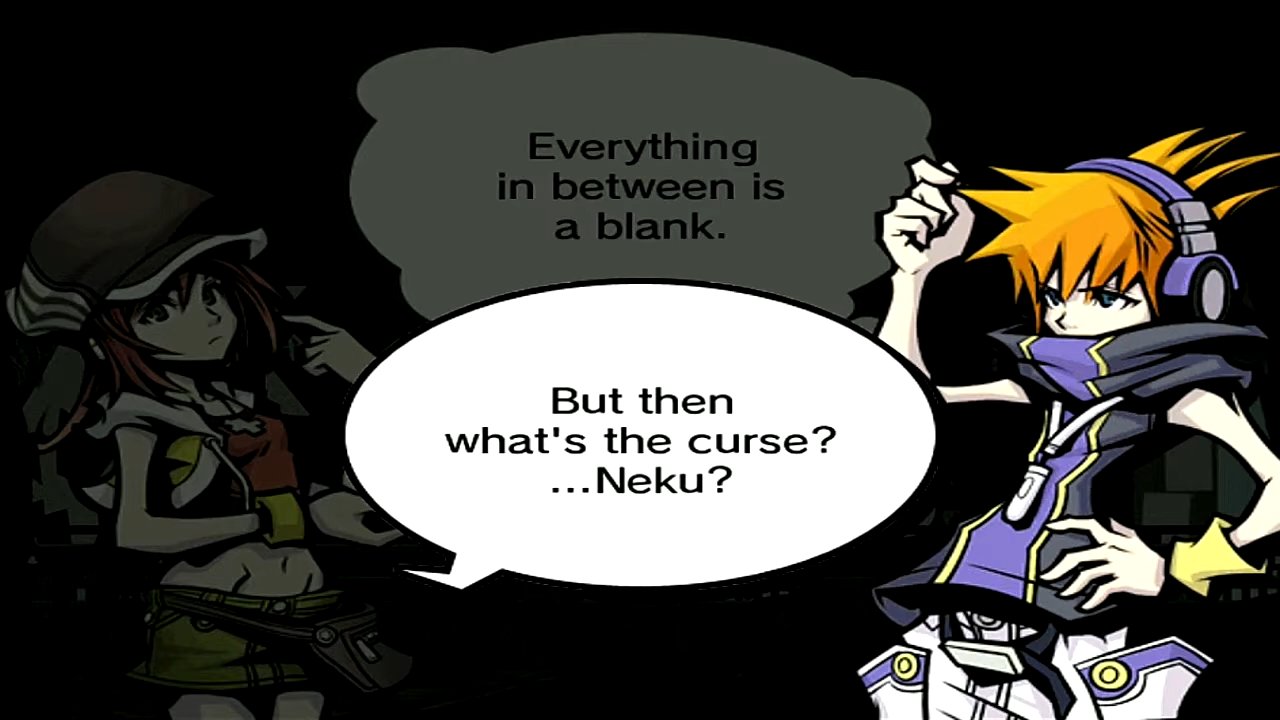 Everything
in between is
a blank.
But then
what's the curse?
...Neku?